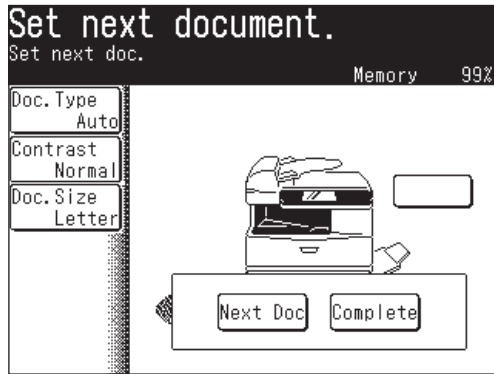 Set next document.
Set next doc.
Memory 99%
Doc.Type
Auto
Contrast
Normal
Doc.Size
Letter
Next Doc Complete